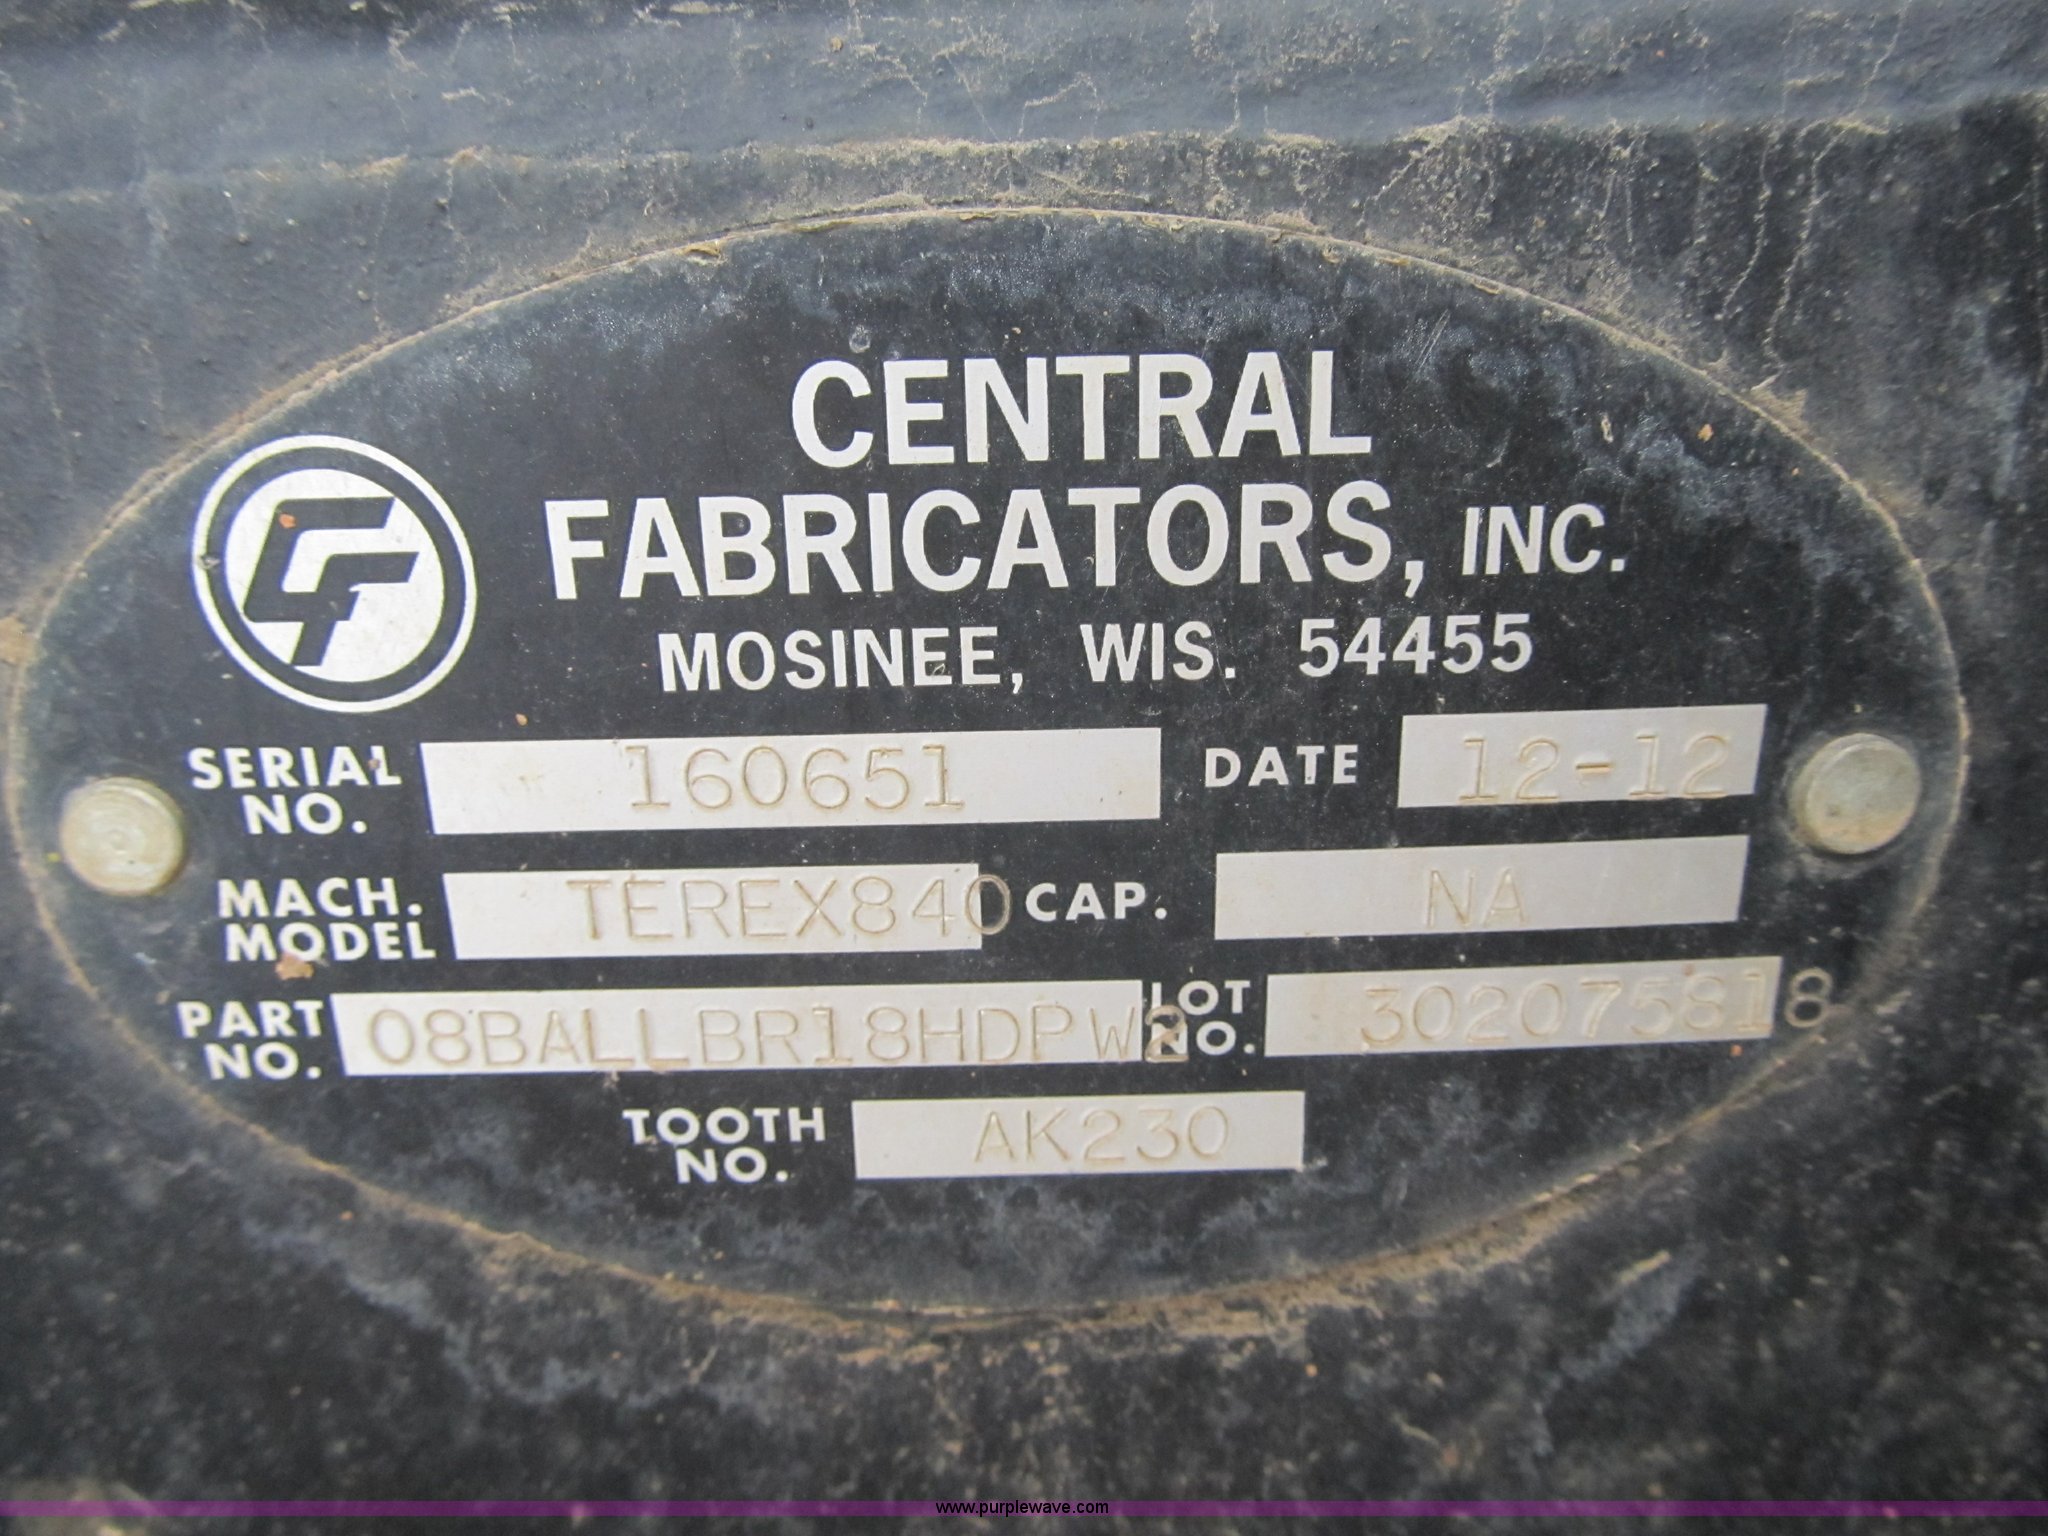 CENTRAL
FABRICATORS, INC.
MOSINEE, WIS. 54455
CF
SERIAL NO. 160651 DATE 12-12
MACH. MODEL TEREX840 CAP. NA
PART NO. 08BALLBR18HDPW2 LOT NO. 302075818
TOOTH NO. AK230
www.purplewave.com